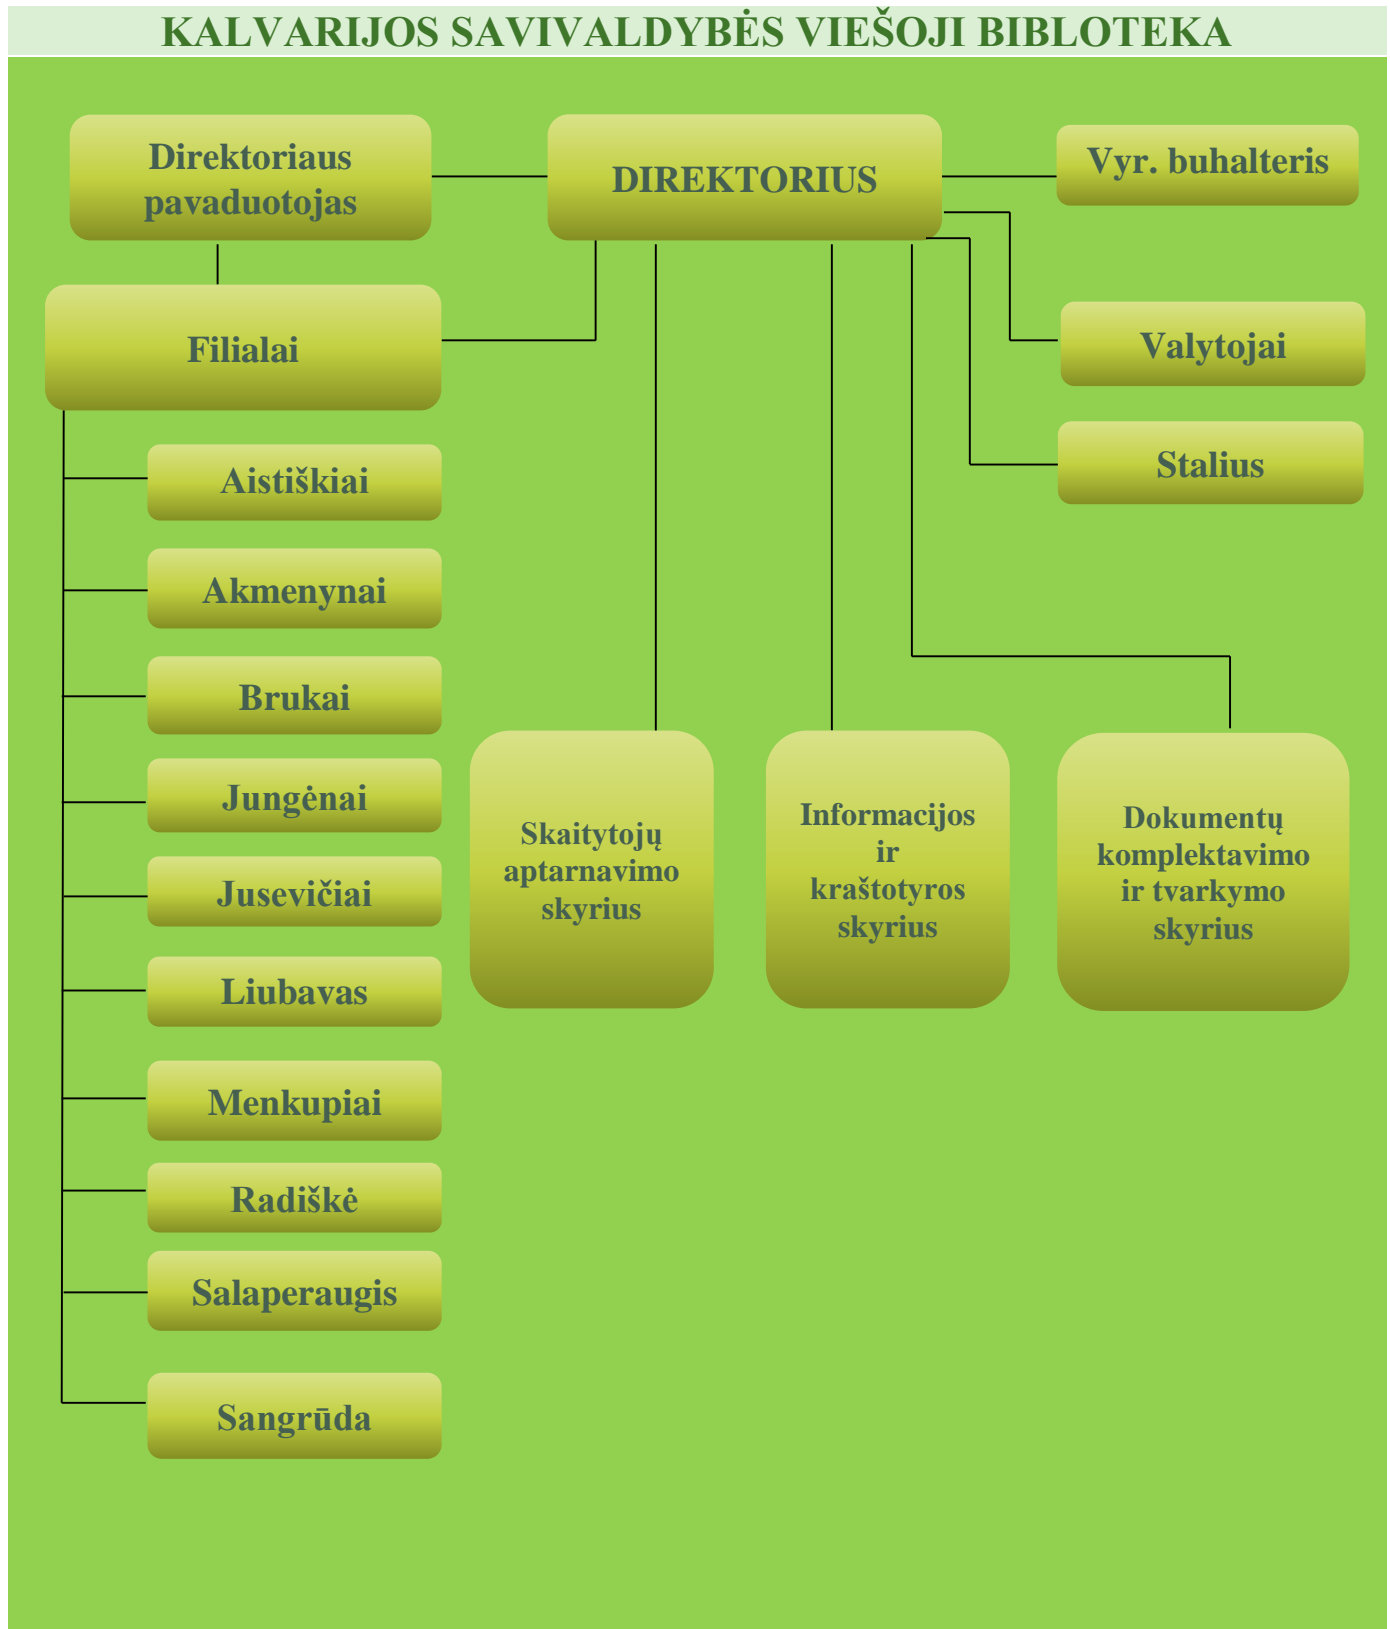 KALVARIJOS SAVIVALDYBĖS VIEŠOJI BIBLOTEKA
Direktoriaus
pavaduotojas
DIREKTORIUS
Vyr. buhalteris
Filialai
Valytojai
Stalius
Aistiškiai
Akmenynai
Brukai
Jungėnai
Jusevičiai
Liubavas
Menkupiai
Radiškė
Salaperaugis
Sangrūda
Skaitytojų
aptarnavimo
skyrius
Informacijos
ir
kraštotyros
skyrius
Dokumentų
komplektavimo
ir tvarkymo
skyrius